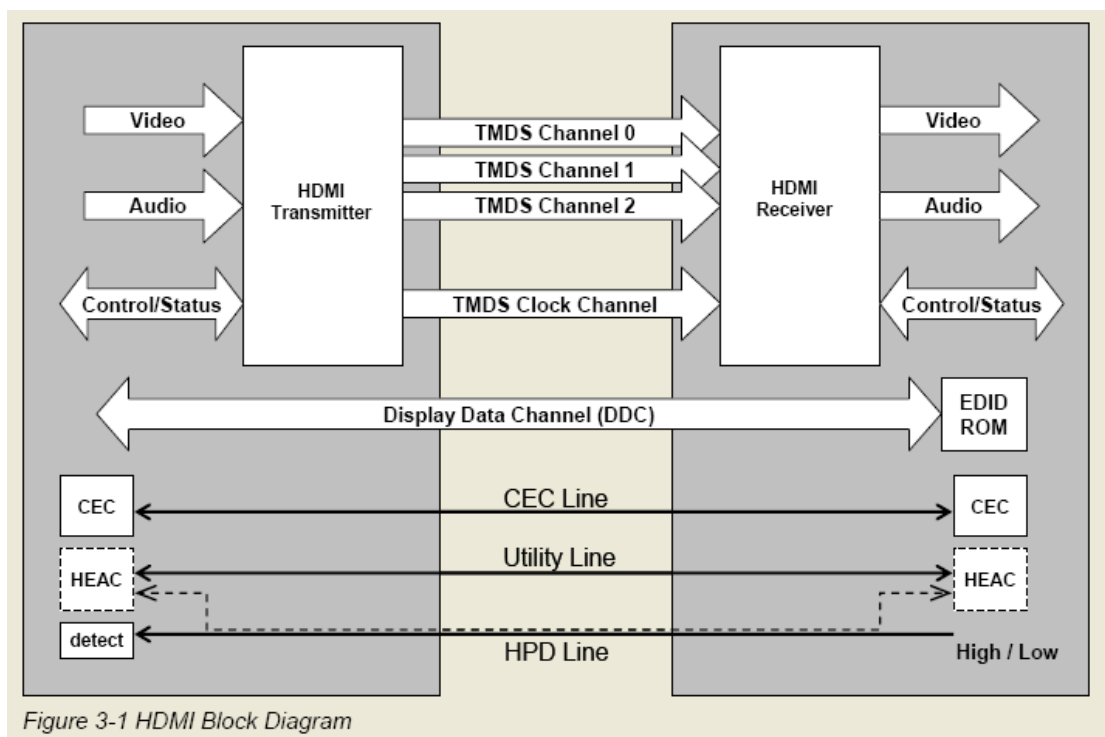 Video
TMDS Channel 0
Video
TMDS Channel 1
HDMI
Transmitter
HDMI
Receiver
Audio
TMDS Channel 2
Audio
Control/Status
TMDS Clock Channel
Control/Status
Display Data Channel (DDC)
EDID
ROM
CEC
CEC Line
CEC
HEAC
Utility Line
HEAC
detect
HPD Line
High / Low
Figure 3-1 HDMI Block Diagram